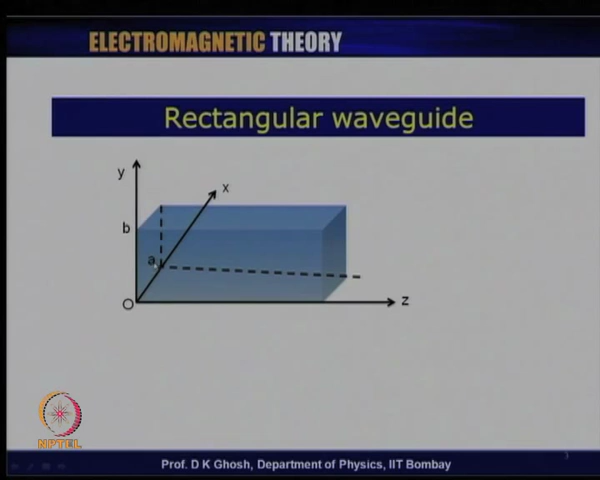 ELECTROMAGNETIC THEORY
Rectangular waveguide
y
x
b
a
O
z
NPTEL
Prof. D K Ghosh, Department of Physics, IIT Bombay